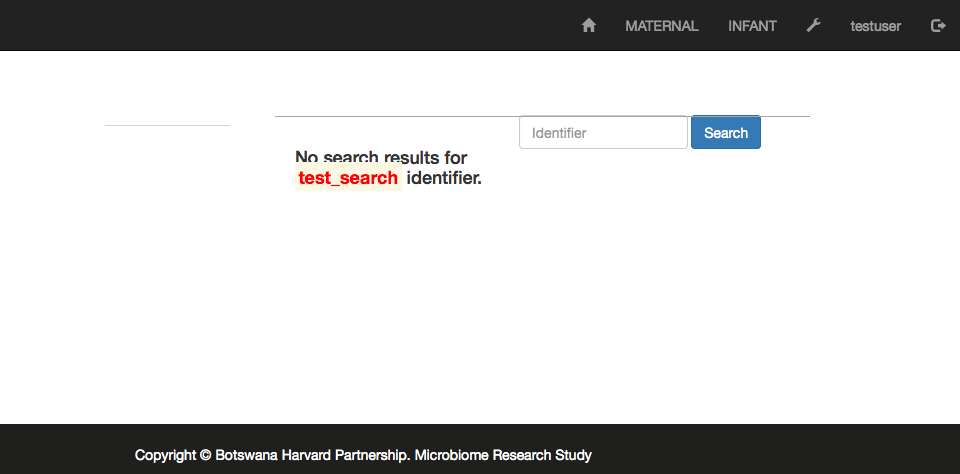 MATERNAL INFANT testuser
Identifier Search
No search results for
test_search identifier.
Copyright © Botswana Harvard Partnership. Microbiome Research Study